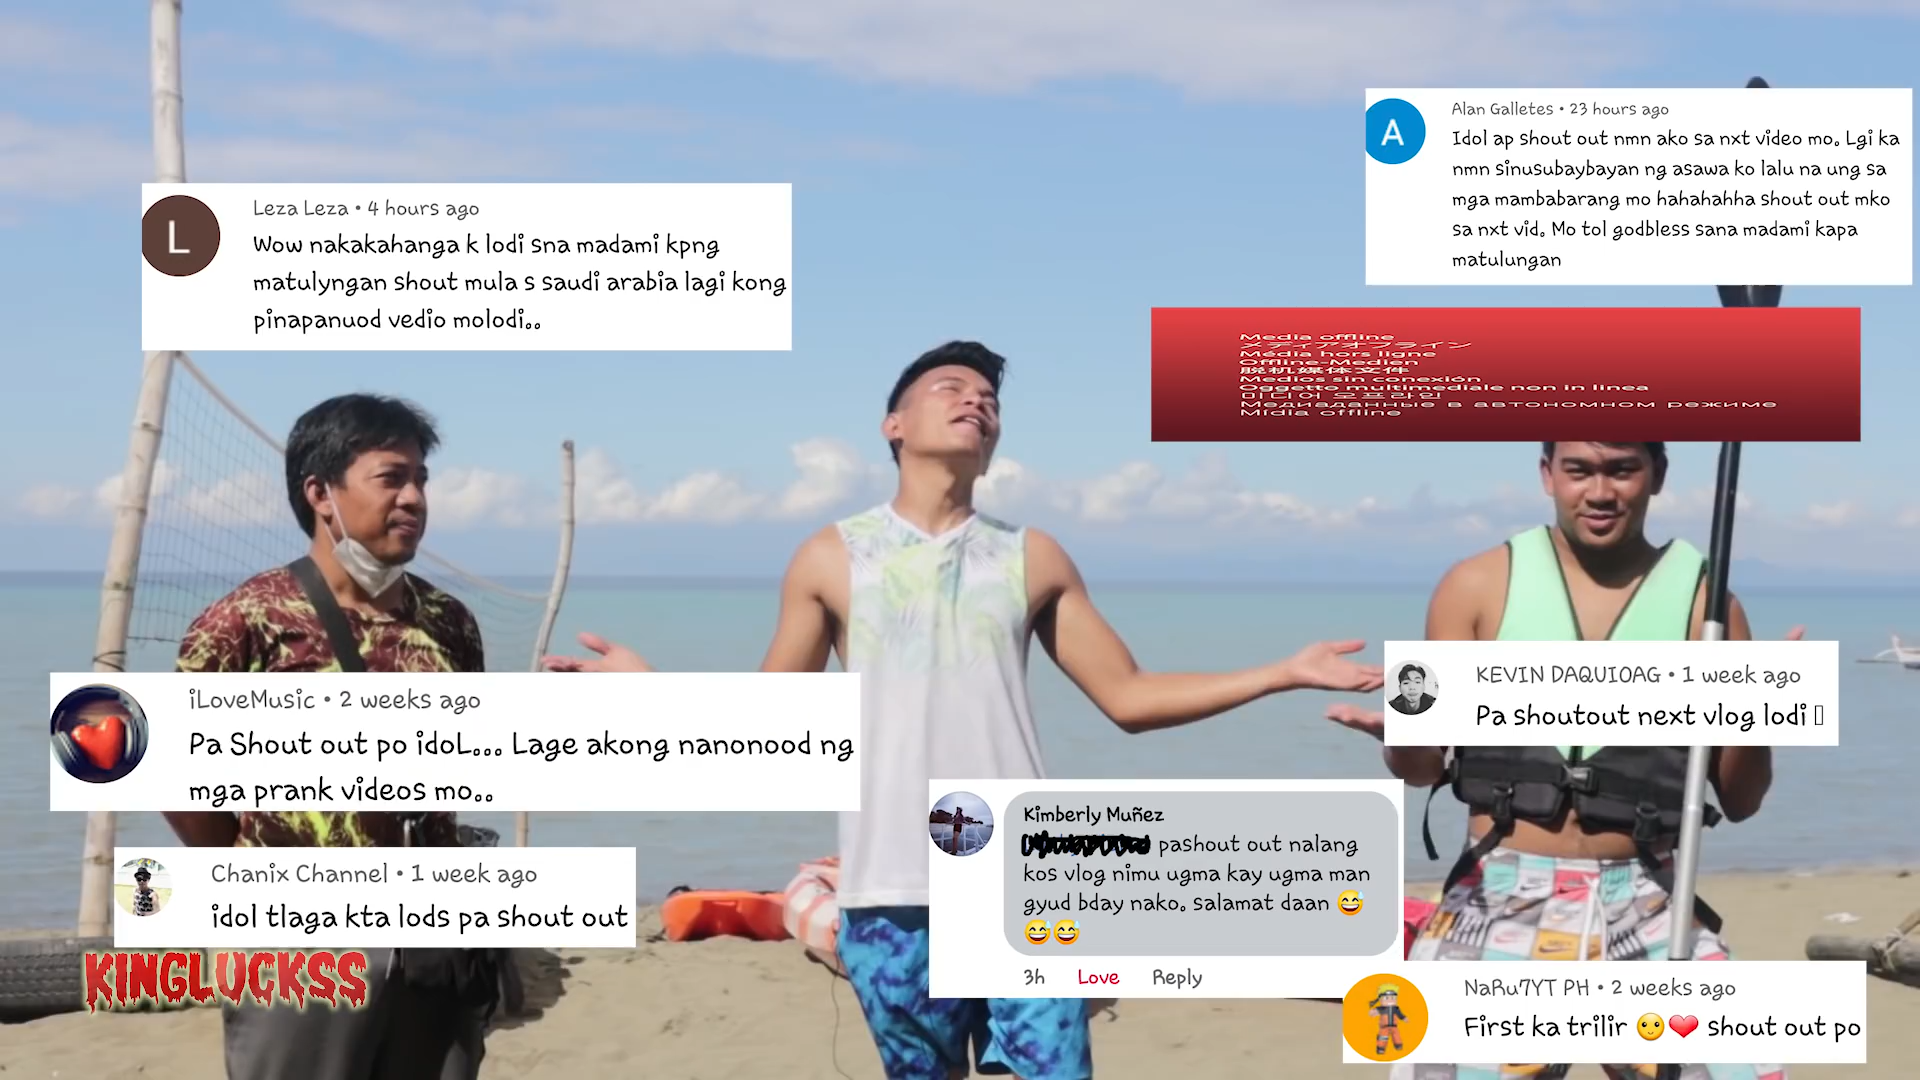 Alan Galletes • 23 hours ago
Idol ap shout out nmn ako sa nxt video mo. Lgi ka
nmn sinusubaybayan ng asawa ko lalu na ung sa
mga mambabarang mo hahahahha shout out mko
sa nxt vid. Mo tol godbless sana madami kapa
matulungan
L
Leza Leza • 4 hours ago
Wow nakakahanga k lodi sna madami kpng
matulyngan shout mula s saudi arabia lagi kong
pinapanuod vedio molodi..
A
Media offline
メディアオフライン
Média hors ligne
Offline-Medien
脱机媒体文件
Medios sin conexión
Oggetto multimediale non in linea
미디어 오프라인
Медиаданные в автономном режиме
Mídia offline
iLoveMusic • 2 weeks ago
Pa Shout out po idoL... Lage akong nanonood ng
mga prank videos mo..
KEVIN DAQUIOAG • 1 week ago
Pa shoutout next vlog lodi
Chanix Channel • 1 week ago
idol tlaga kta lods pa shout out
Kimberly Muñez
pashout out nalang
kos vlog nimu ugma kay ugma man
gyud bday nako. salamat daan 😅
😅😅
3h Love Reply
KINGLUCKSS
NaRu7YT PH • 2 weeks ago
First ka trilir 🙂❤️ shout out po